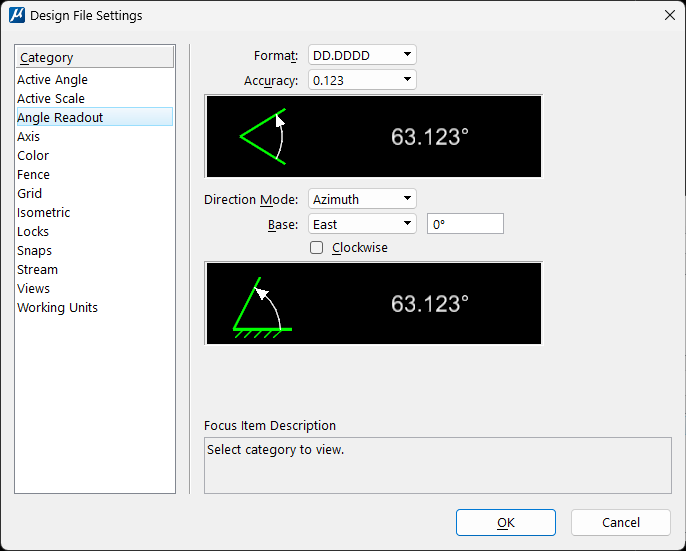 Design File Settings
Category
Active Angle
Active Scale
Angle Readout
Axis
Color
Fence
Grid
Isometric
Locks
Snaps
Stream
Views
Working Units
Format: DD.DDDD
Accuracy: 0.123
63.123°
Direction Mode: Azimuth
Base: East 0°
Clockwise
63.123°
Focus Item Description
Select category to view.
OK Cancel